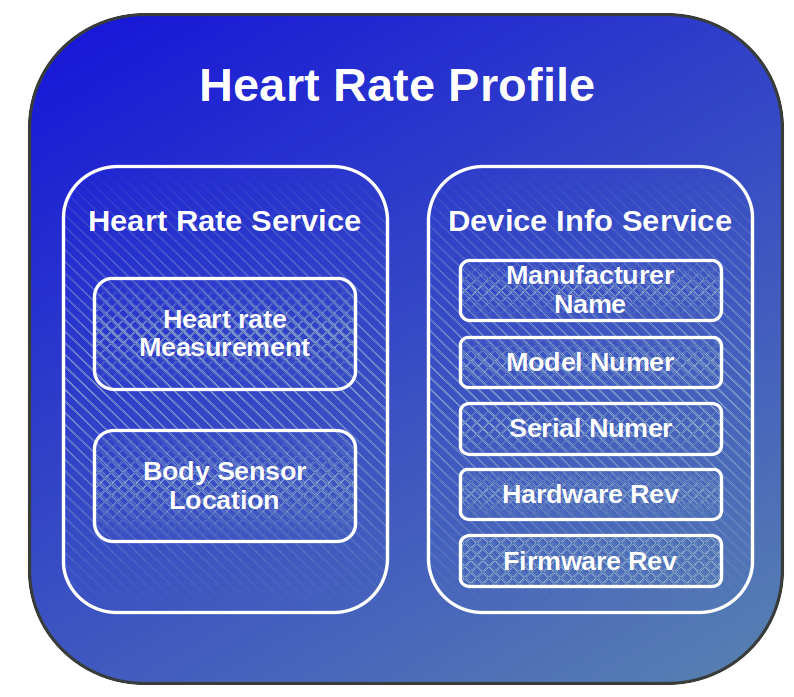 Heart Rate Profile
Heart Rate Service
Heart rate
Measurement
Body Sensor
Location
Device Info Service
Manufacturer
Name
Model Numer
Serial Numer
Hardware Rev
Firmware Rev